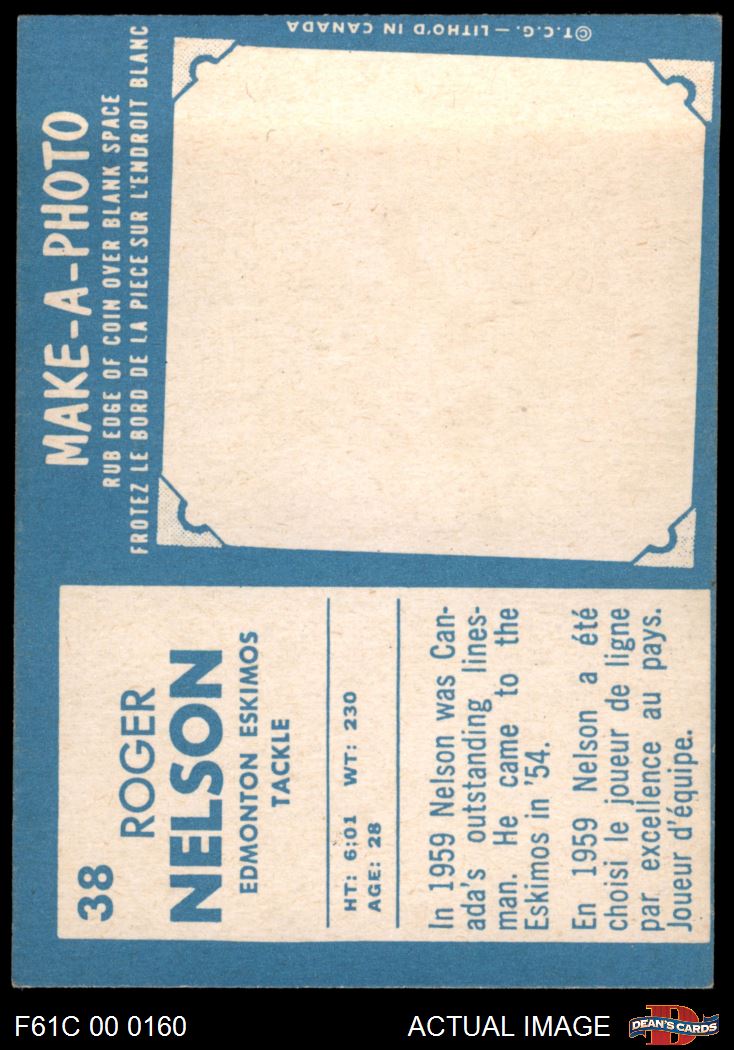 38
ROGER
NELSON
EDMONTON ESKIMOS
TACKLE
HT: 6:01 WT: 230
AGE: 28
In 1959 Nelson was Can-
ada's outstanding lines-
man. He came to the
Eskimos in '54.
En 1959 Nelson a été
choisi le joueur de ligne
par excellence au pays.
Joueur d'équipe.
MAKE-A-PHOTO
RUB EDGE OF COIN OVER BLANK SPACE
FROTEZ LE BORD DE LA PIECE SUR L'ENDROIT BLANC
©T.C.G. — LITHO'D IN CANADA
F61C 00 0160
ACTUAL IMAGE
DEAN'S CARDS